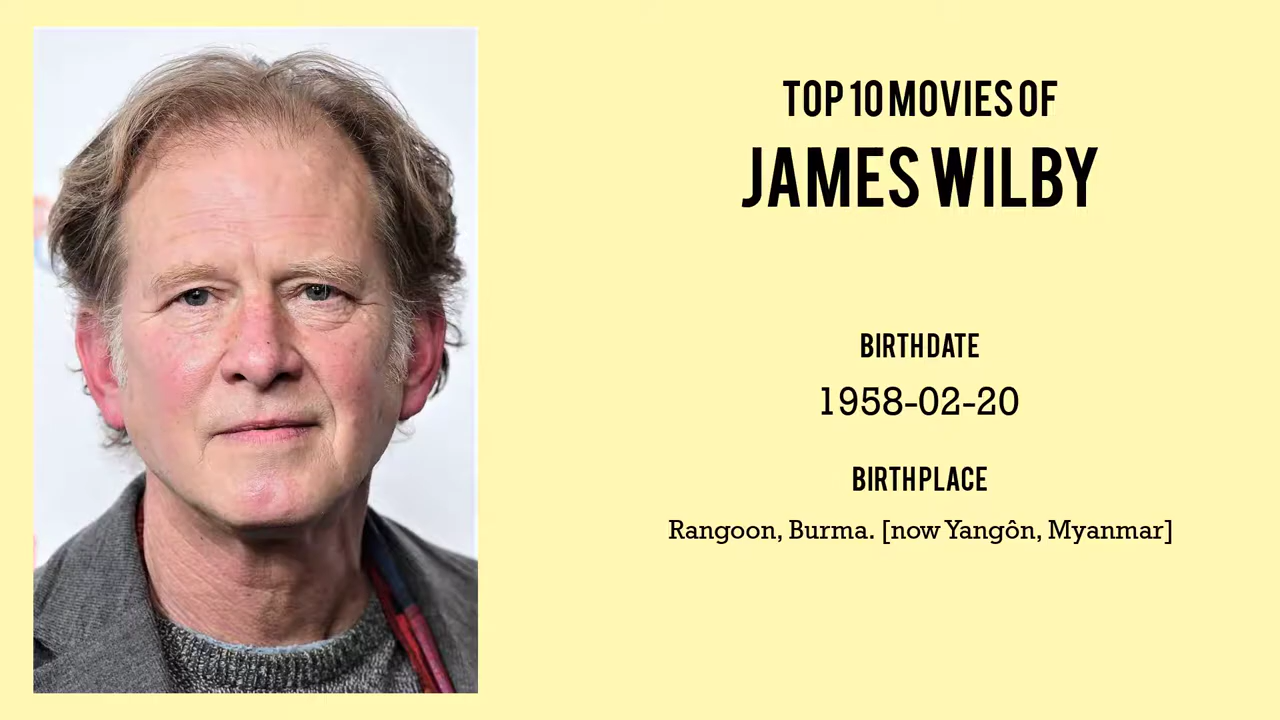 TOP 10 MOVIES OF
JAMES WILBY
BIRTHDATE
1958-02-20
BIRTHPLACE
Rangoon, Burma. [now Yangôn, Myanmar]